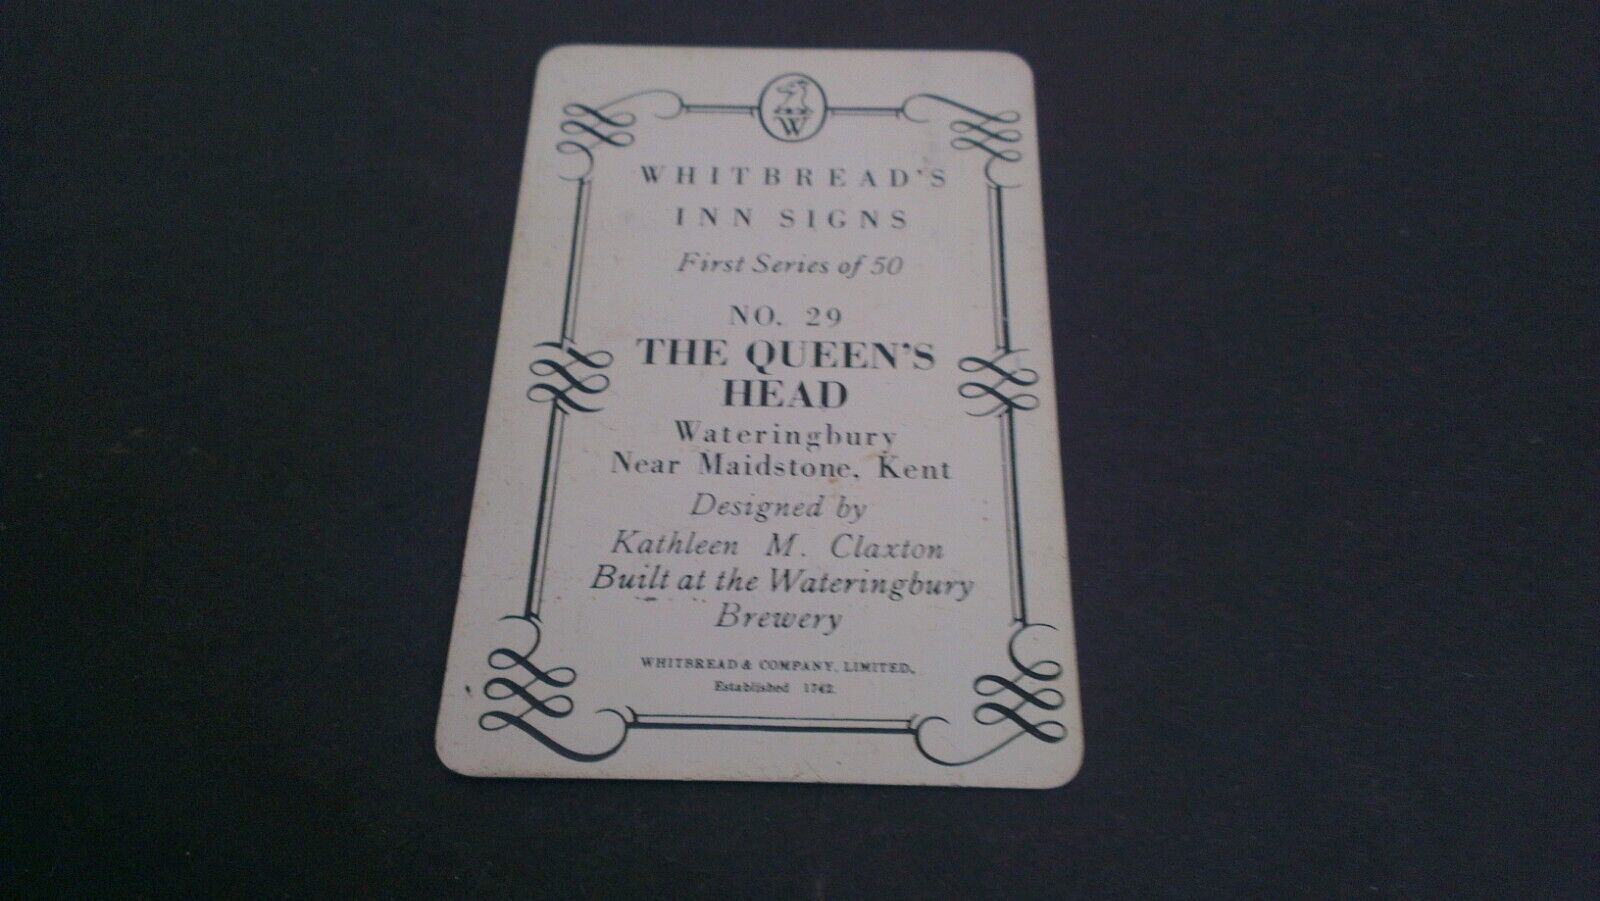 W
WHITBREAD'S
INN SIGNS
First Series of 50
NO. 29
THE QUEEN'S
HEAD
Wateringbury
Near Maidstone, Kent
Designed by
Kathleen M. Claxton
Built at the Wateringbury
Brewery
WHITBREAD & COMPANY, LIMITED,
Established 1742.